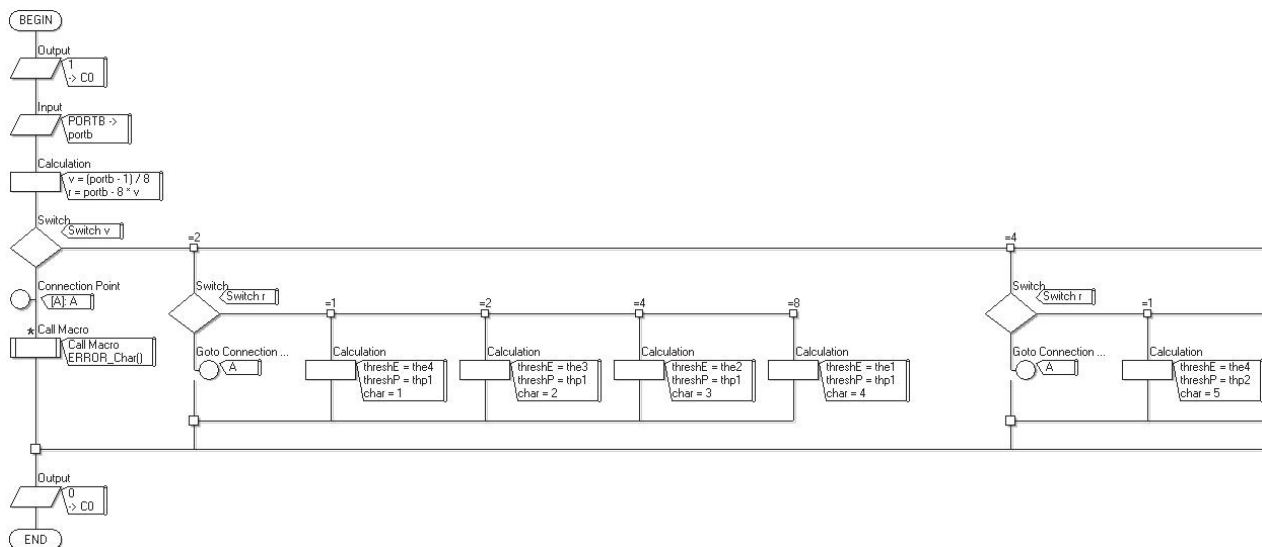 BEGIN
Output
1
-> C0
Input
PORTB ->
portb
Calculation
v = (portb - 1) / 8
r = portb - 8 * v
Switch
Switch v
=2
=4
Connection Point
[A]: A
* Call Macro
Call Macro
ERROR_Char()
Switch
Switch r
=1
=2
=4
=8
Goto Connection ...
A
Calculation
threshE = the4
threshP = thp1
char = 1
Calculation
threshE = the3
threshP = thp1
char = 2
Calculation
threshE = the2
threshP = thp1
char = 3
Calculation
threshE = the1
threshP = thp1
char = 4
Switch
Switch r
=1
Goto Connection ...
A
Calculation
threshE = the4
threshP = thp2
char = 5
Output
0
-> C0
END